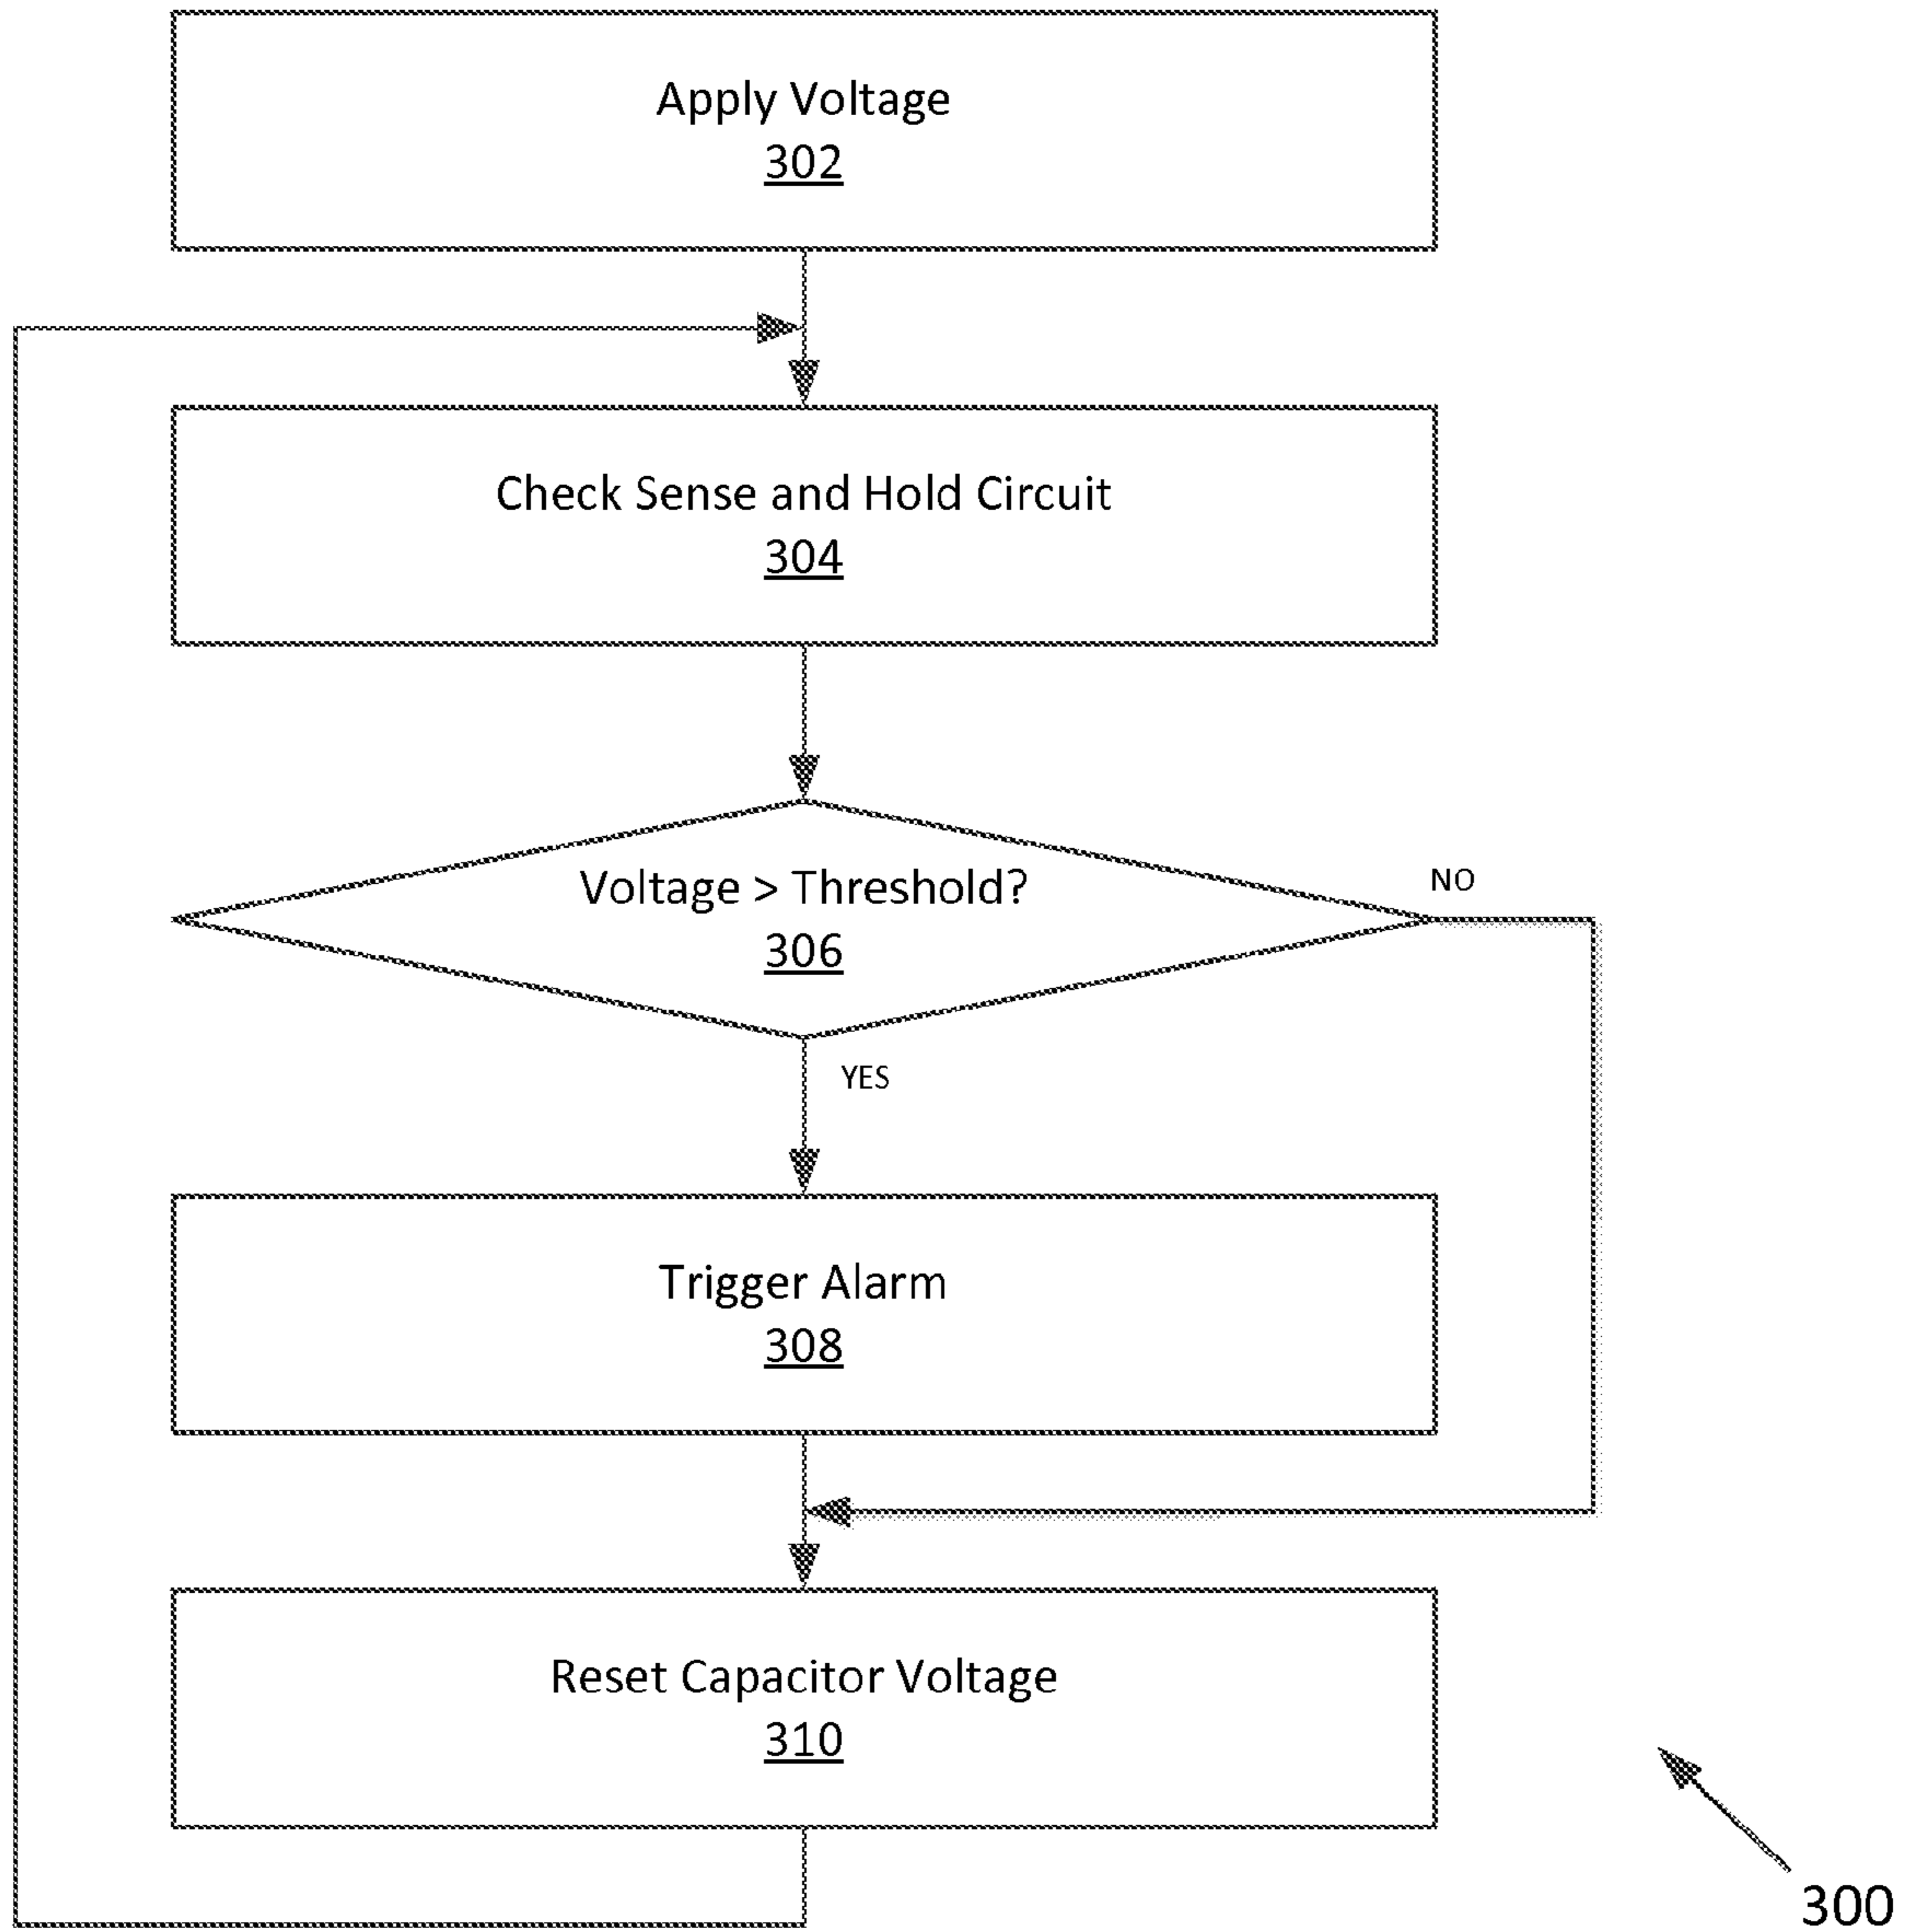 Apply Voltage
302
Check Sense and Hold Circuit
304
Voltage > Threshold?
306
NO
YES
Trigger Alarm
308
Reset Capacitor Voltage
310
300